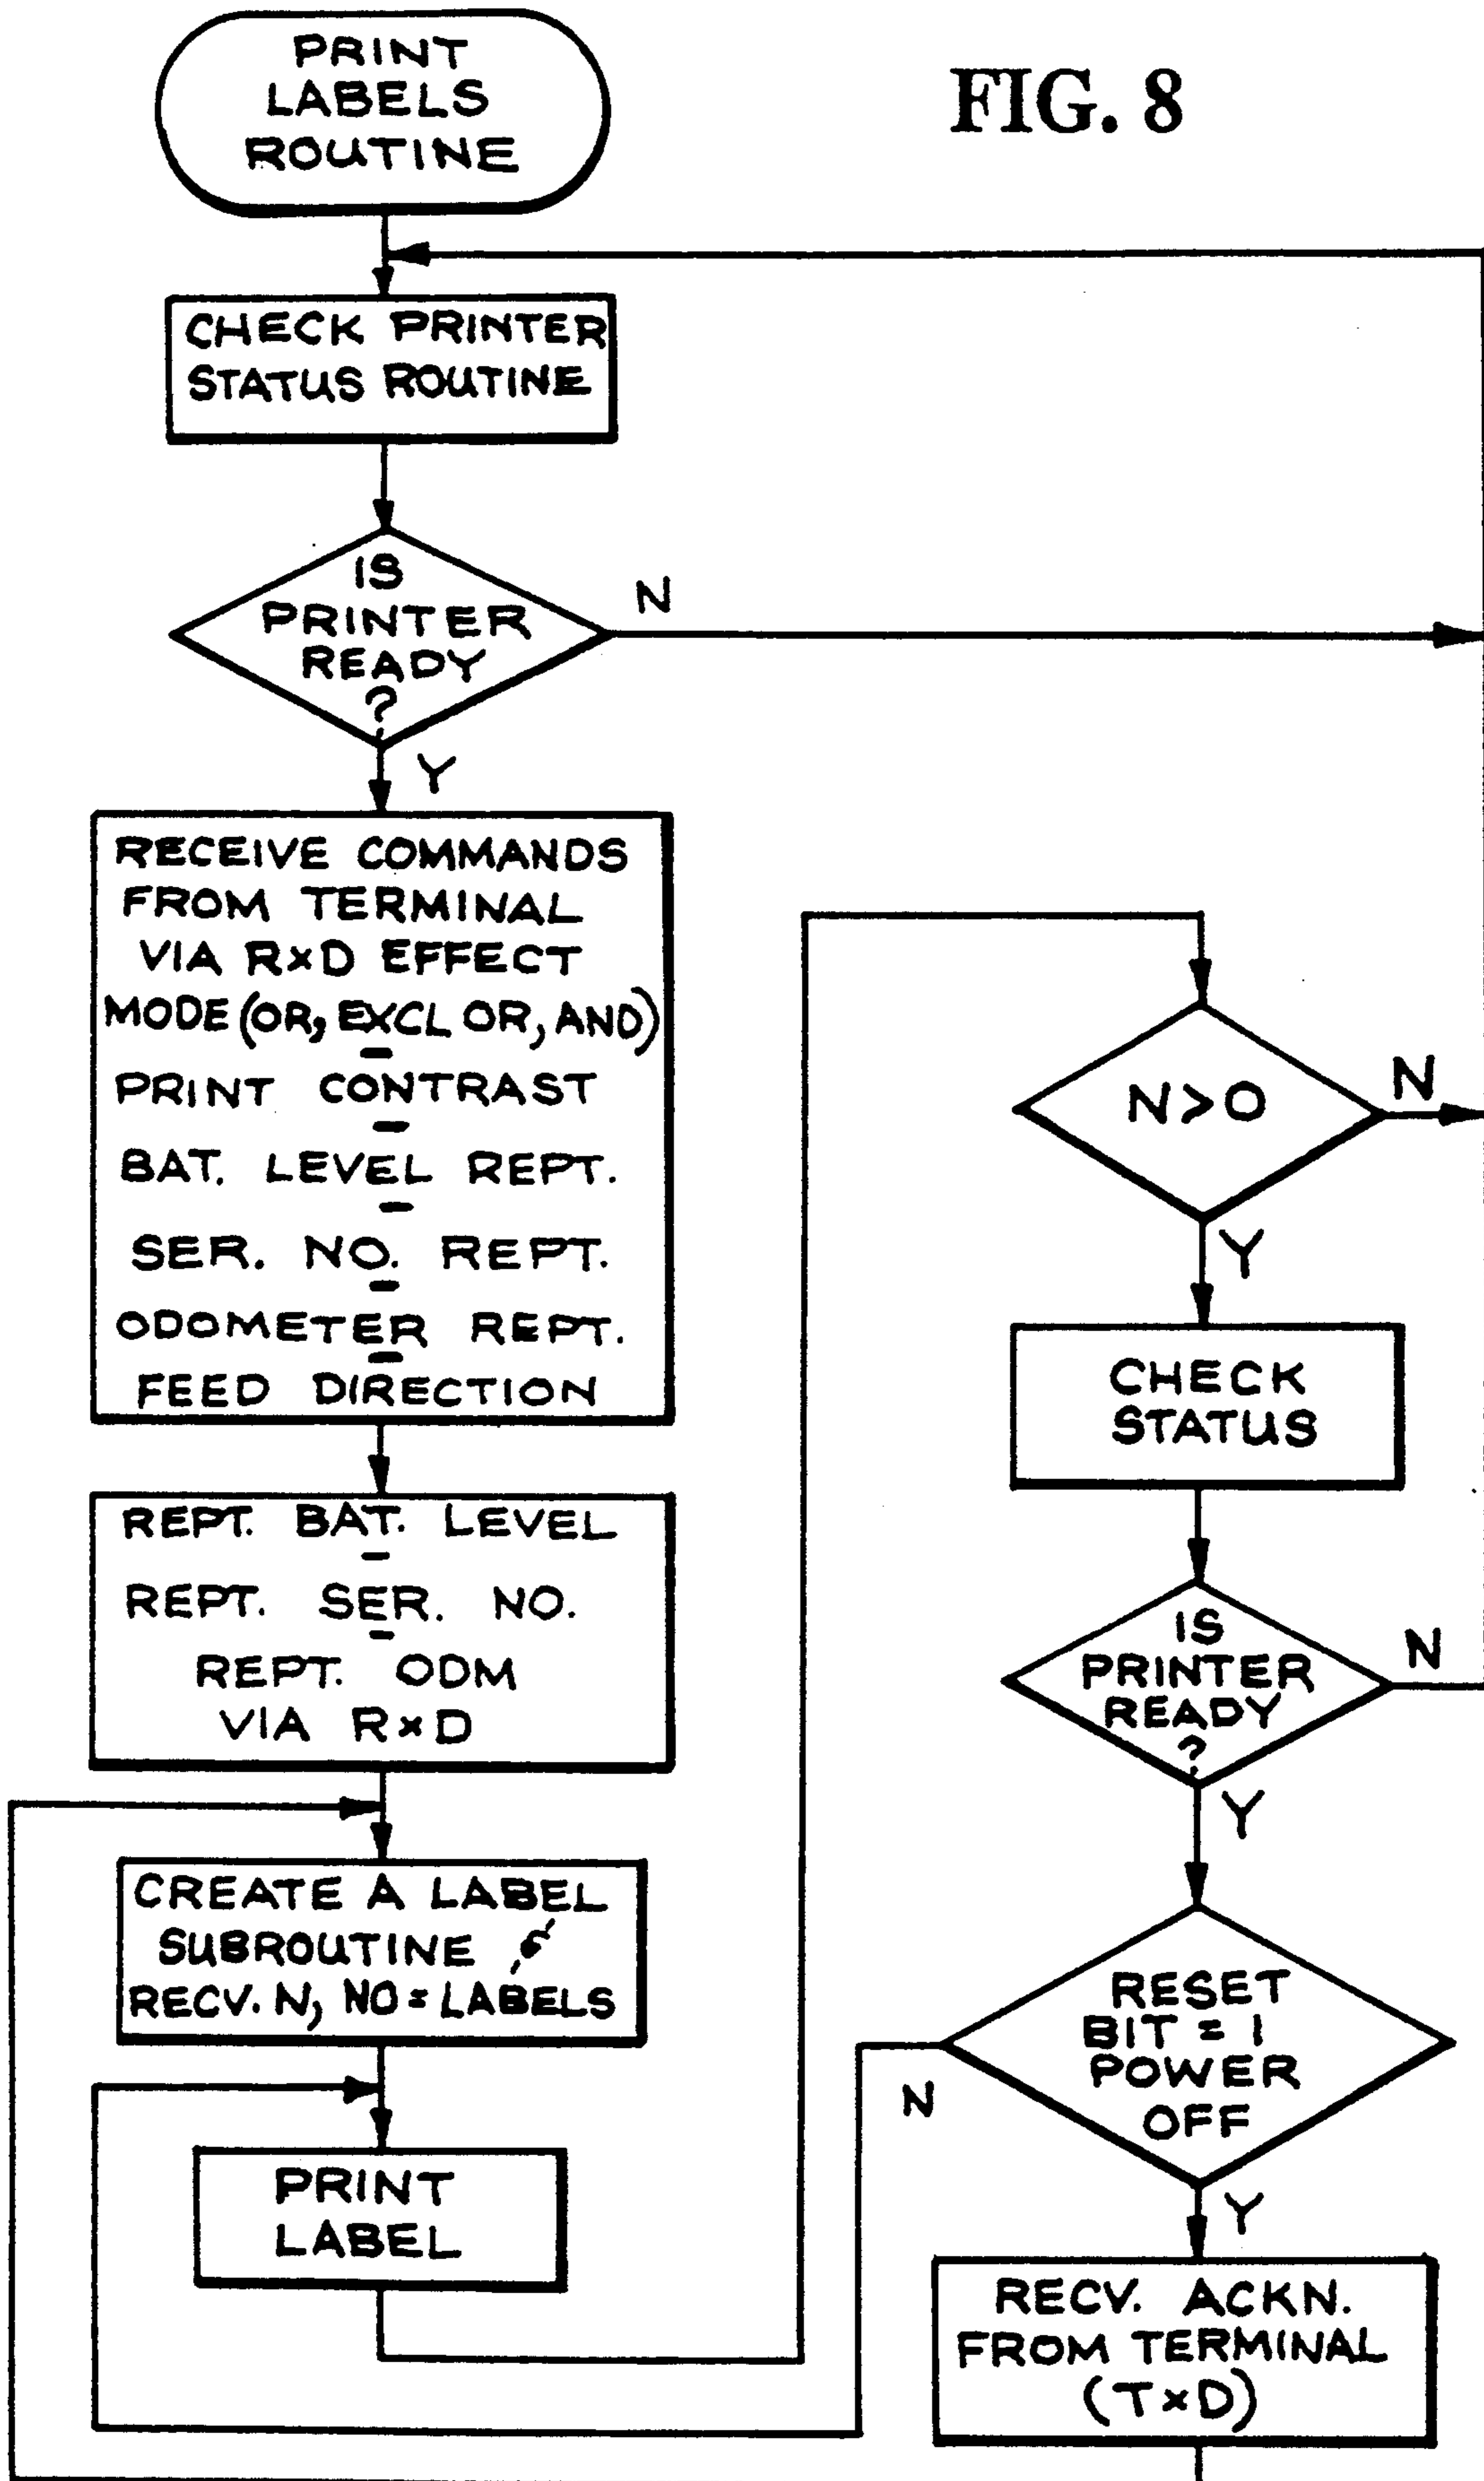 FIG. 8
PRINT
LABELS
ROUTINE
CHECK PRINTER
STATUS ROUTINE
IS
PRINTER
READY
?
N
Y
RECEIVE COMMANDS
FROM TERMINAL
VIA R×D EFFECT
MODE (OR, EXCL OR, AND)
-
PRINT CONTRAST
-
BAT. LEVEL REPT.
-
SER. NO. REPT.
-
ODOMETER REPT.
-
FEED DIRECTION
REPT. BAT. LEVEL
-
REPT. SER. NO.
-
REPT. ODM
VIA R×D
CREATE A LABEL
SUBROUTINE &
RECV. N, NO = LABELS
PRINT
LABEL
N>0
N
Y
CHECK
STATUS
IS
PRINTER
READY
?
N
Y
RESET
BIT = 1
POWER
OFF
N
Y
RECV. ACKN.
FROM TERMINAL
(T×D)